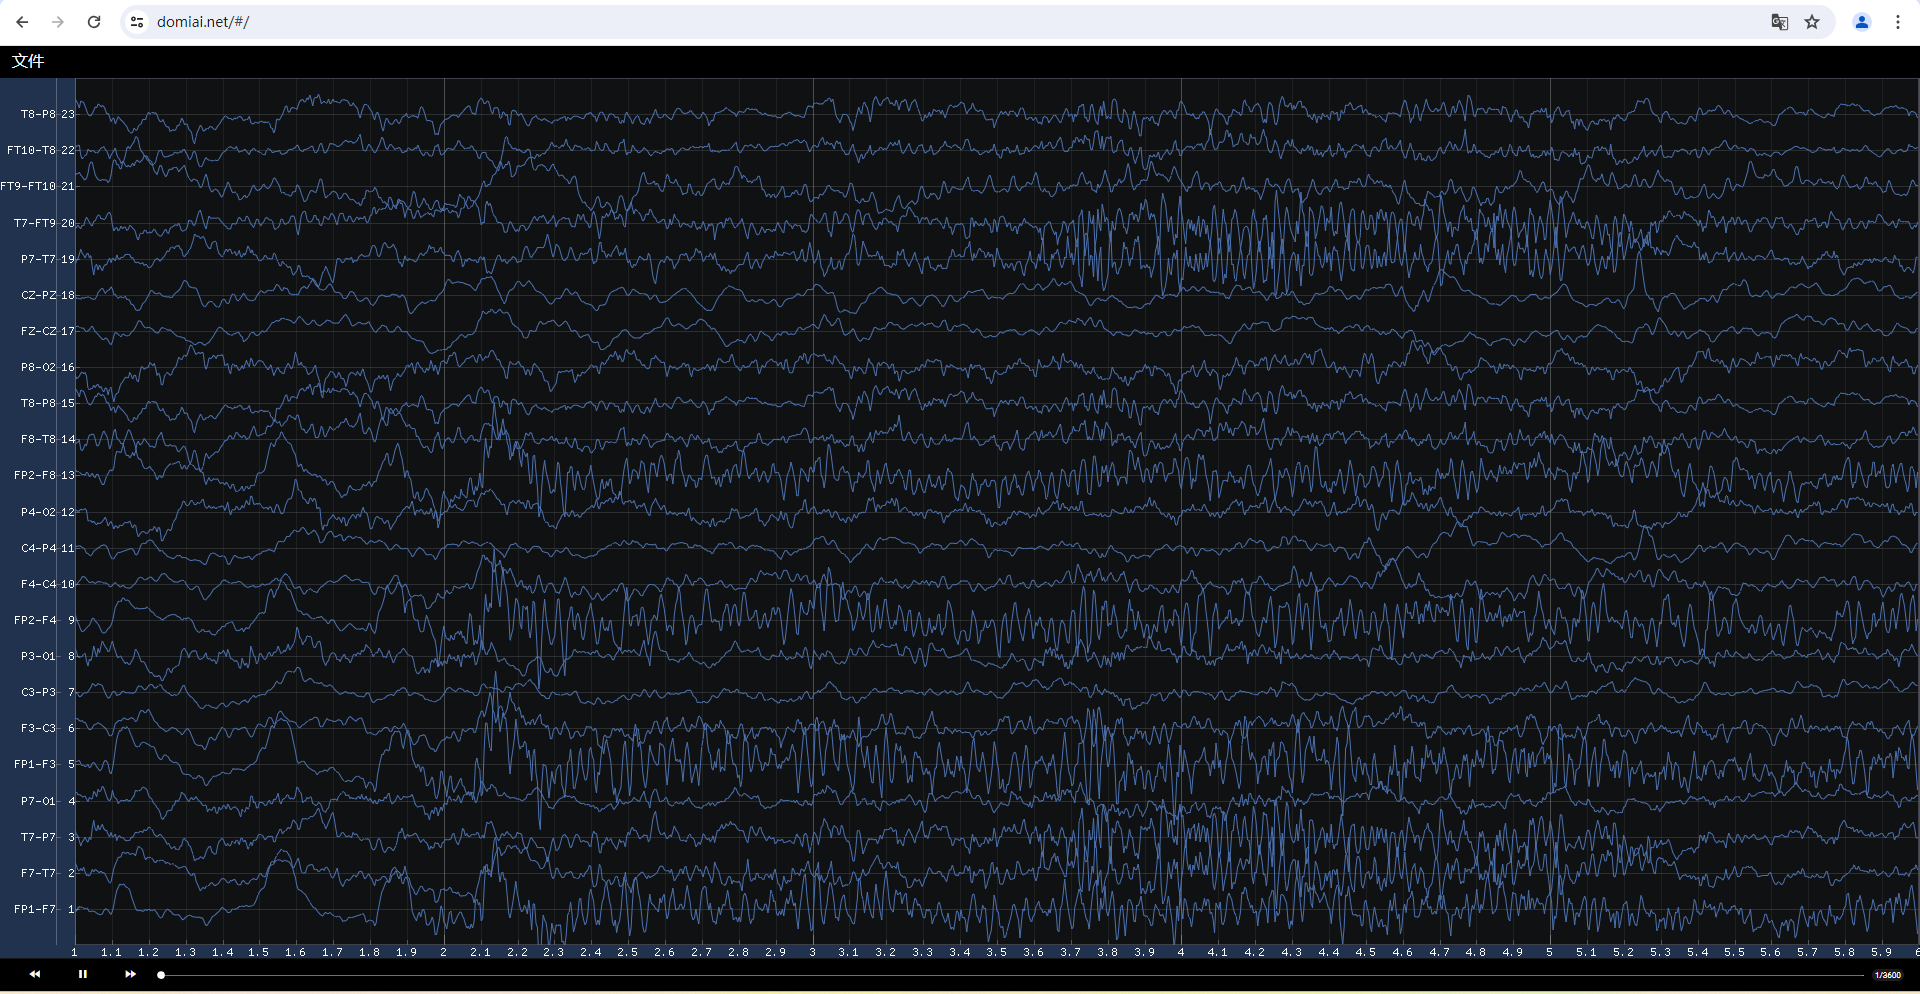 domiai.net/#/
文件
T8-P8 23
FT10-T8 22
FT9-FT10 21
T7-FT9 20
P7-T7 19
CZ-PZ 18
FZ-CZ 17
P8-O2 16
T8-P8 15
F8-T8 14
FP2-F8 13
P4-O2 12
C4-P4 11
F4-C4 10
FP2-F4 9
P3-O1 8
C3-P3 7
F3-C3 6
FP1-F3 5
P7-O1 4
T7-P7 3
F7-T7 2
FP1-F7 1
1 1.1 1.2 1.3 1.4 1.5 1.6 1.7 1.8 1.9 2 2.1 2.2 2.3 2.4 2.5 2.6 2.7 2.8 2.9 3 3.1 3.2 3.3 3.4 3.5 3.6 3.7 3.8 3.9 4 4.1 4.2 4.3 4.4 4.5 4.6 4.7 4.8 4.9 5 5.1 5.2 5.3 5.4 5.5 5.6 5.7 5.8 5.9 6
1/3600